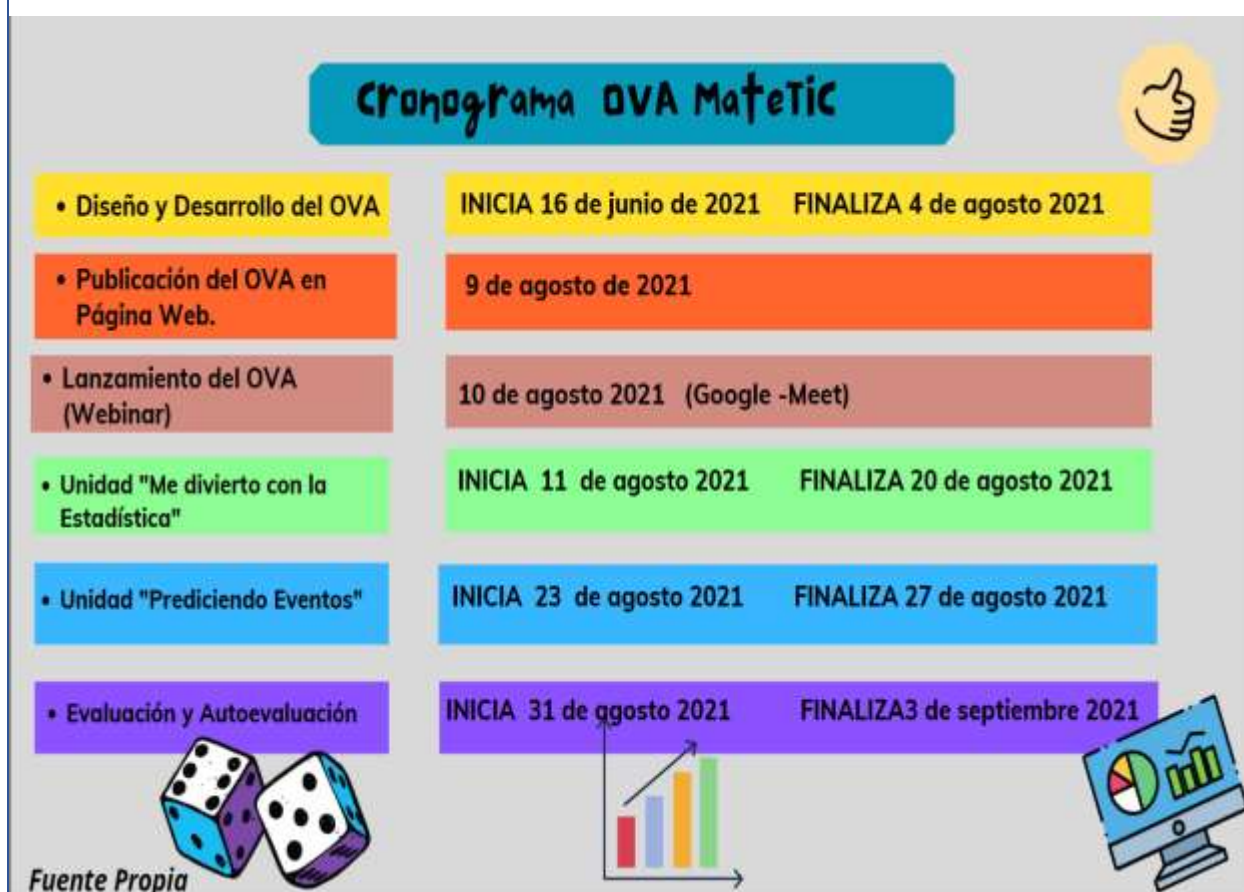 Cronograma OVA MateTIC
• Diseño y Desarrollo del OVA
INICIA 16 de junio de 2021 FINALIZA 4 de agosto 2021
• Publicación del OVA en
Página Web.
9 de agosto de 2021
• Lanzamiento del OVA
(Webinar)
10 de agosto 2021 (Google -Meet)
• Unidad "Me divierto con la
Estadística"
INICIA 11 de agosto 2021 FINALIZA 20 de agosto 2021
• Unidad "Prediciendo Eventos"
INICIA 23 de agosto 2021 FINALIZA 27 de agosto 2021
• Evaluación y Autoevaluación
INICIA 31 de agosto 2021 FINALIZA3 de septiembre 2021
Fuente Propia